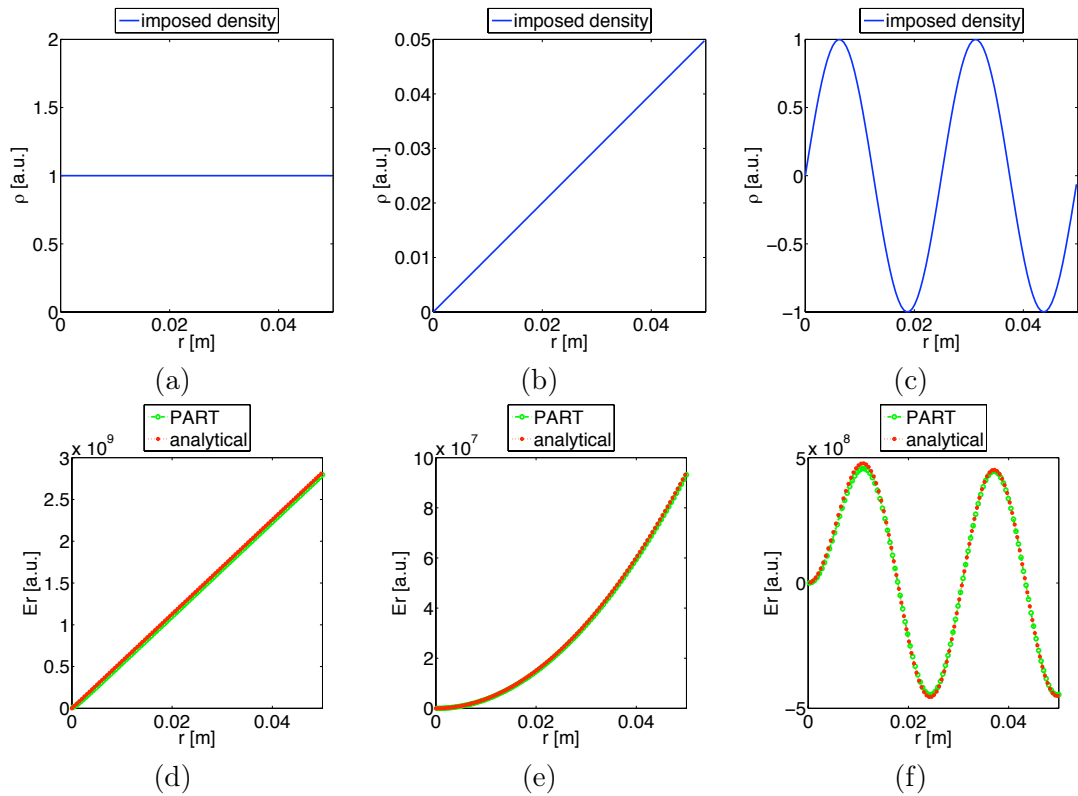 imposed density
2
1.5
1
0.5
0
ρ [a.u.]
0 0.02 0.04
r [m]
(a)
imposed density
0.05
0.04
0.03
0.02
0.01
0
ρ [a.u.]
0 0.02 0.04
r [m]
(b)
imposed density
1
0.5
0
−0.5
−1
ρ [a.u.]
0 0.02 0.04
r [m]
(c)
PART
analytical
x 10^9
3
2.5
2
1.5
1
0.5
0
Er [a.u.]
0 0.02 0.04
r [m]
(d)
PART
analytical
x 10^7
10
8
6
4
2
0
Er [a.u.]
0 0.02 0.04
r [m]
(e)
PART
analytical
x 10^8
5
0
−5
Er [a.u.]
0 0.02 0.04
r [m]
(f)